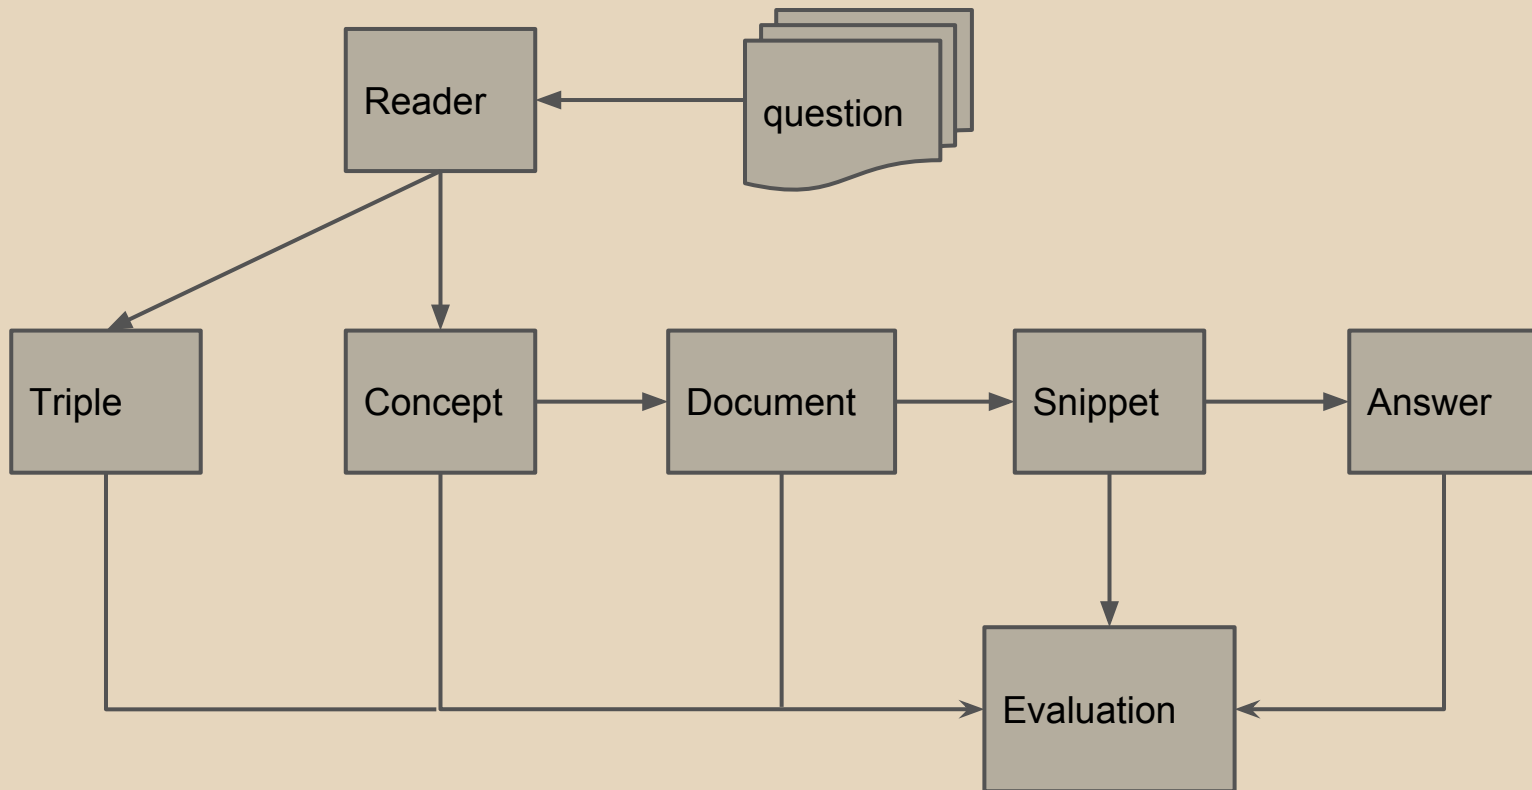 Reader
question
Triple
Concept
Document
Snippet
Answer
Evaluation